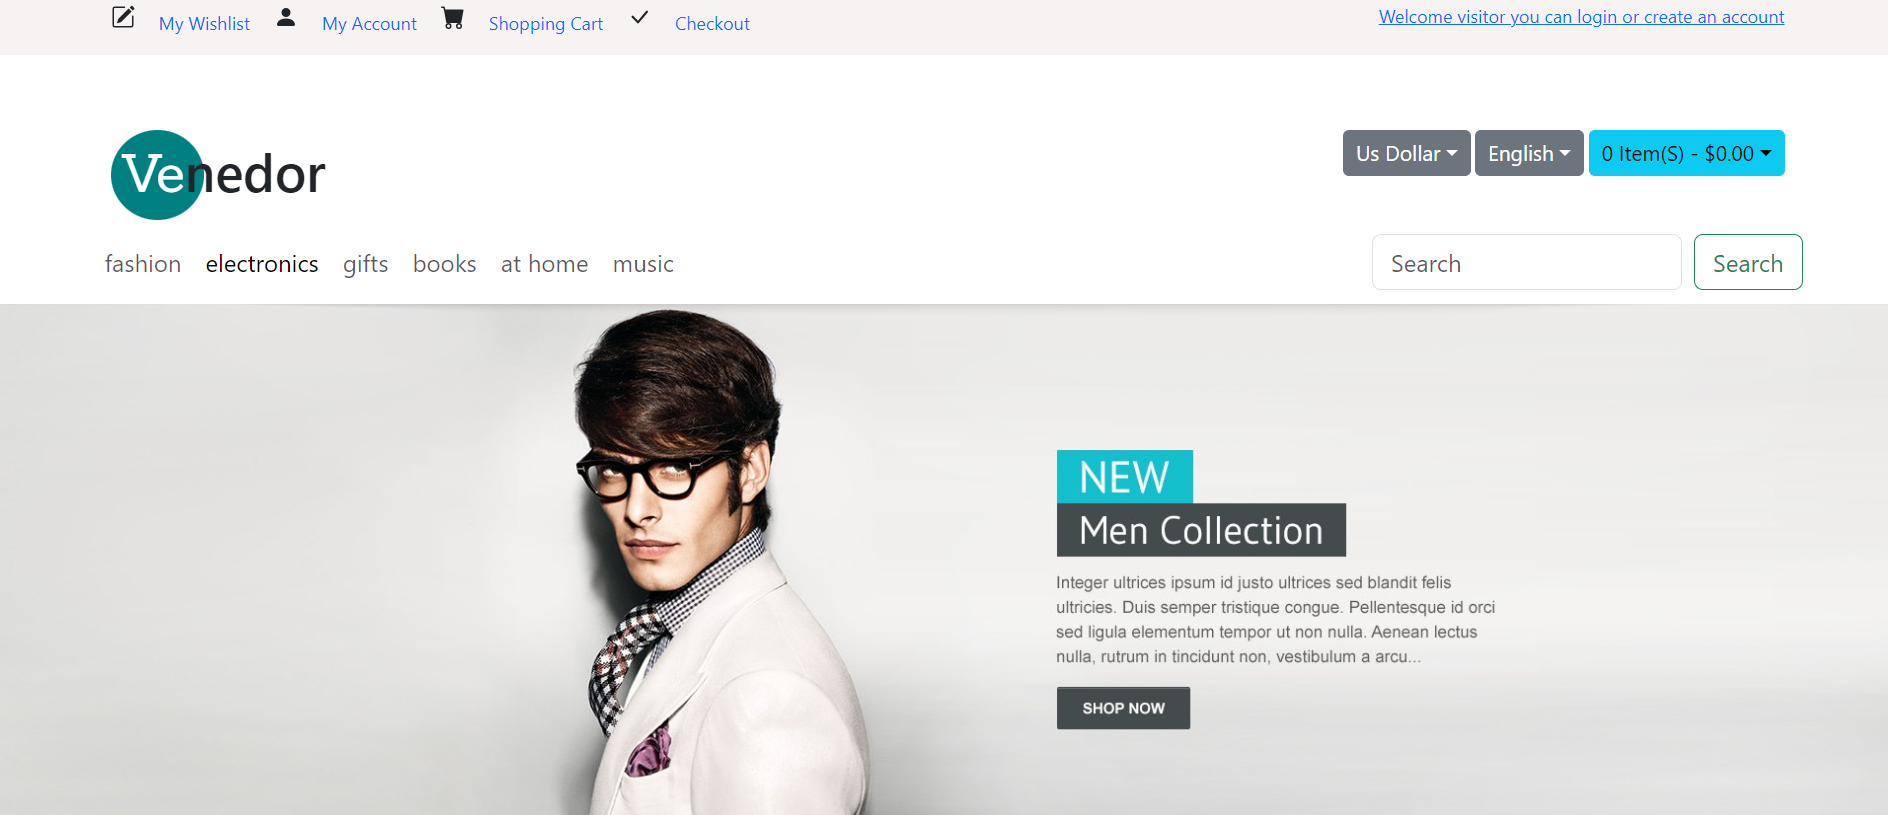 My Wishlist My Account Shopping Cart Checkout Welcome visitor you can login or create an account
Venedor
Us Dollar English 0 Item(S) - $0.00
fashion electronics gifts books at home music Search Search
NEW
Men Collection
Integer ultrices ipsum id justo ultrices sed blandit felis
ultricies. Duis semper tristique congue. Pellentesque id orci
sed ligula elementum tempor ut non nulla. Aenean lectus
nulla, rutrum in tincidunt non, vestibulum a arcu...
SHOP NOW